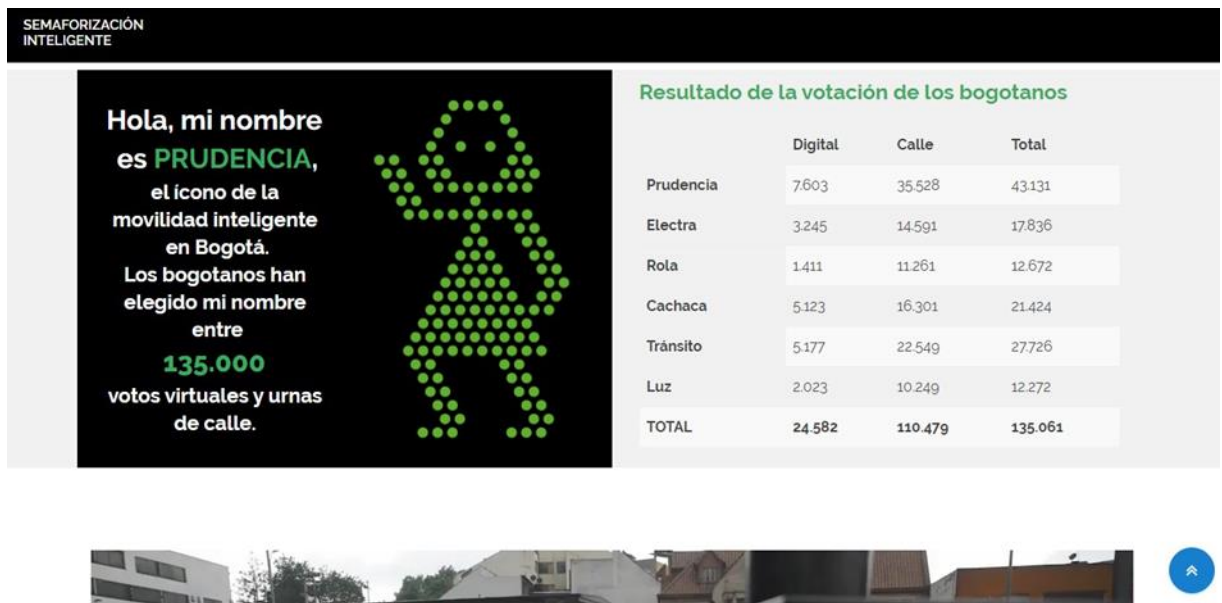 SEMAFORIZACIÓN
INTELIGENTE
Hola, mi nombre
es PRUDENCIA,
el ícono de la
movilidad inteligente
en Bogotá.
Los bogotanos han
elegido mi nombre
entre
135.000
votos virtuales y urnas
de calle.
Resultado de la votación de los bogotanos
Digital Calle Total
Prudencia 7.603 35.528 43.131
Electra 3.245 14.591 17.836
Rola 1.411 11.261 12.672
Cachaca 5.123 16.301 21.424
Tránsito 5.177 22.549 27.726
Luz 2.023 10.249 12.272
TOTAL 24.582 110.479 135.061